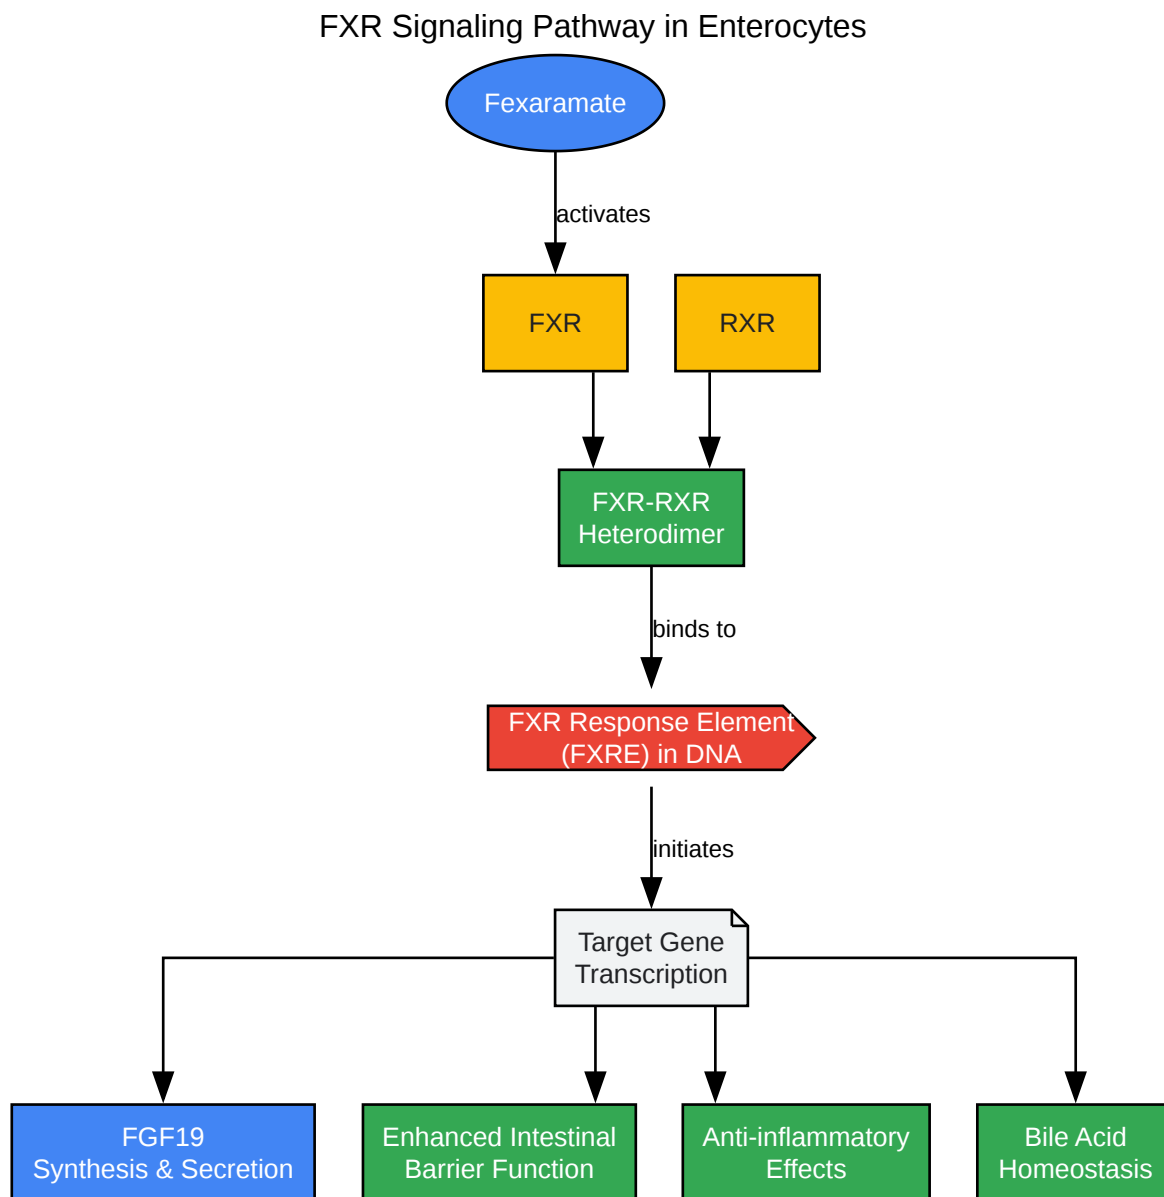 FXR Signaling Pathway in Enterocytes
Fexaramate
activates
FXR
RXR
FXR-RXR
Heterodimer
binds to
FXR Response Element
(FXRE) in DNA
initiates
Target Gene
Transcription
FGF19
Synthesis & Secretion
Enhanced Intestinal
Barrier Function
Anti-inflammatory
Effects
Bile Acid
Homeostasis